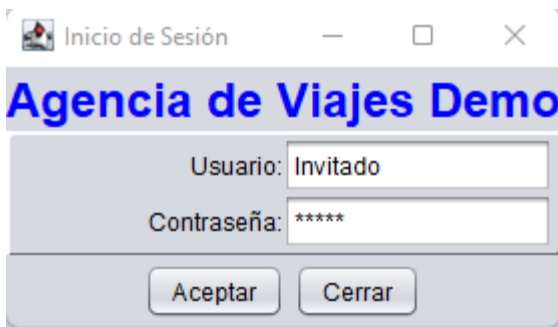 Inicio de Sesión
Agencia de Viajes Demo
Usuario: Invitado
Contraseña: *****
Aceptar Cerrar